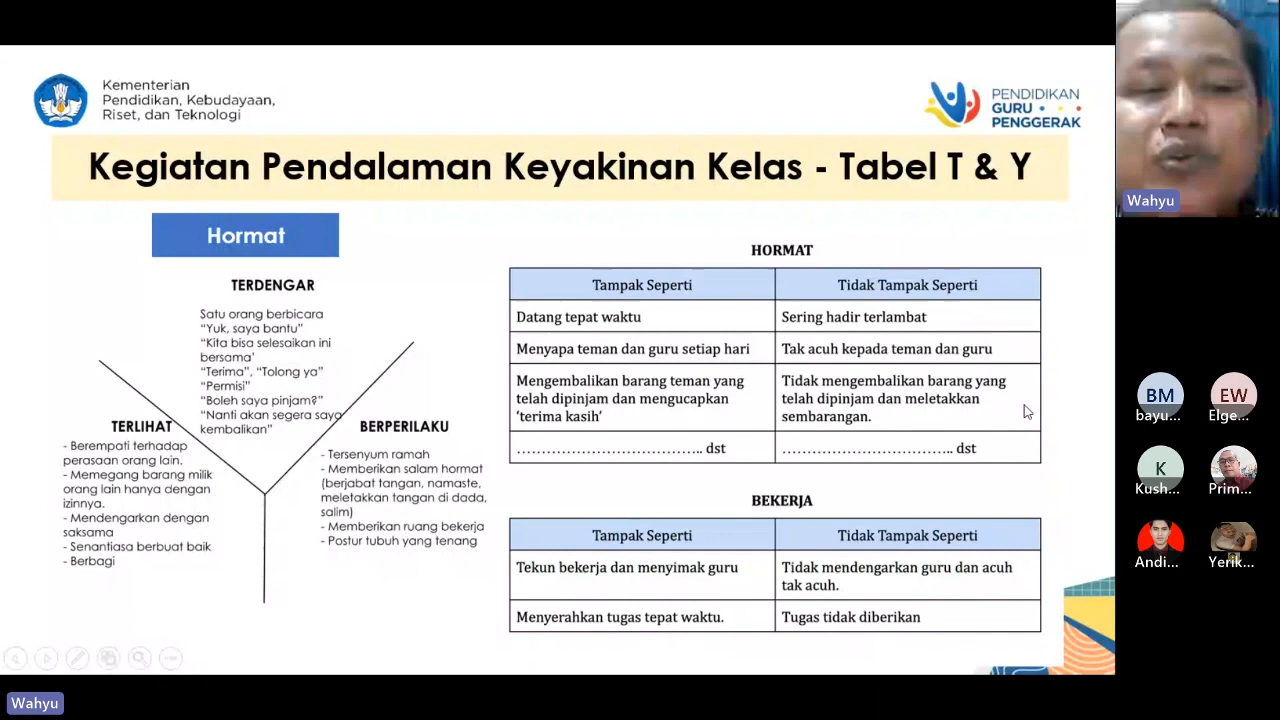 Kementerian
Pendidikan, Kebudayaan,
Riset, dan Teknologi
PENDIDIKAN
GURU
PENGGERAK
Kegiatan Pendalaman Keyakinan Kelas - Tabel T & Y
Hormat
TERDENGAR
Satu orang berbicara
“Yuk, saya bantu”
“Kita bisa selesaikan ini
bersama’
“Terima”, “Tolong ya”
“Permisi”
“Boleh saya pinjam?”
“Nanti akan segera saya
kembalikan”
TERLIHAT
- Berempati terhadap
perasaan orang lain.
- Memegang barang milik
orang lain hanya dengan
izinnya.
- Mendengarkan dengan
saksama
- Senantiasa berbuat baik
- Berbagi
BERPERILAKU
- Tersenyum ramah
- Memberikan salam hormat
(berjabat tangan, namaste,
meletakkan tangan di dada,
salim)
- Memberikan ruang bekerja
- Postur tubuh yang tenang
HORMAT
Tampak Seperti
Tidak Tampak Seperti
Datang tepat waktu
Sering hadir terlambat
Menyapa teman dan guru setiap hari
Tak acuh kepada teman dan guru
Mengembalikan barang teman yang
telah dipinjam dan mengucapkan
‘terima kasih’
Tidak mengembalikan barang yang
telah dipinjam dan meletakkan
sembarangan.
……………………………….. dst
…………………………….. dst
BEKERJA
Tampak Seperti
Tidak Tampak Seperti
Tekun bekerja dan menyimak guru
Tidak mendengarkan guru dan acuh
tak acuh.
Menyerahkan tugas tepat waktu.
Tugas tidak diberikan
Wahyu
BM
EW
bayu...
Elge...
K
Kush...
Prim...
Andi...
Yerik...
Wahyu